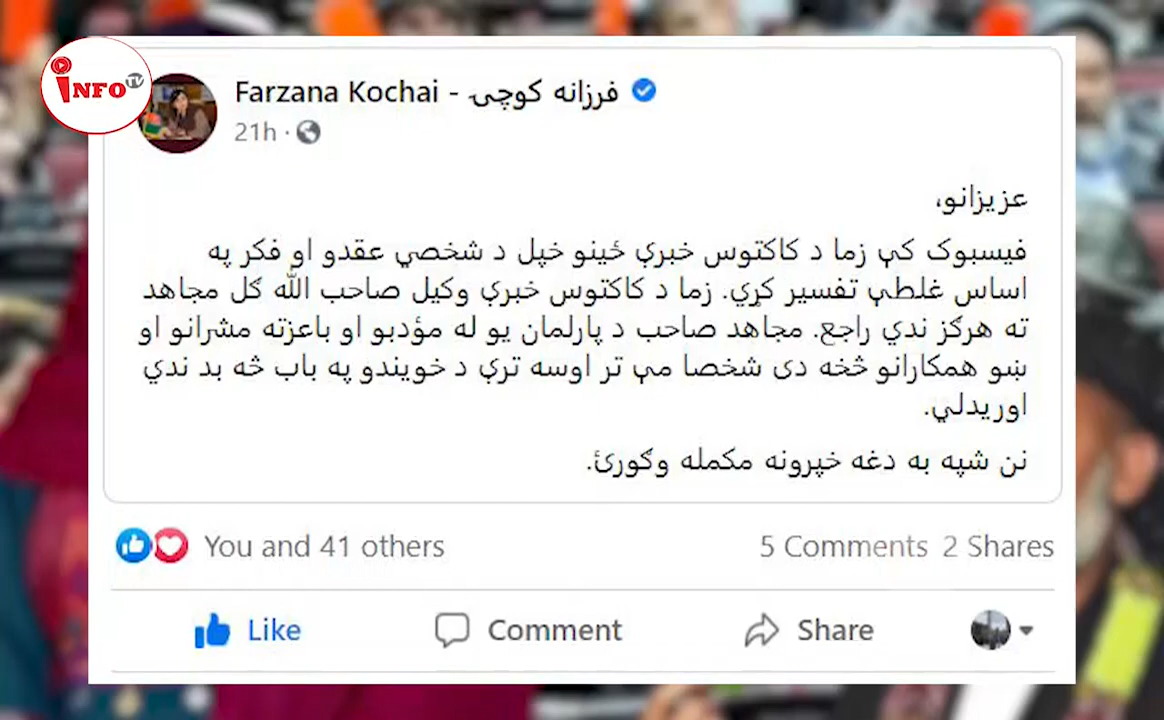 iNFO TV
Farzana Kochai - فرزانه کوچۍ
21h ·
عزیزانو،
فیسبوک کې زما د کاکتوس خبرې ځینو خپل د شخصي عقدو او فکر په
اساس غلطې تفسیر کړي. زما د کاکتوس خبرې وکیل صاحب الله ګل مجاهد
ته هرګز ندي راجع. مجاهد صاحب د پارلمان یو له مؤدبو او باعزته مشرانو او
ښو همکارانو څخه دی شخصا مې تر اوسه ترې د خویندو په باب څه بد ندي
اوریدلي.
نن شپه به دغه خپرونه مکمله وګورئ.
You and 41 others
5 Comments 2 Shares
Like
Comment
Share